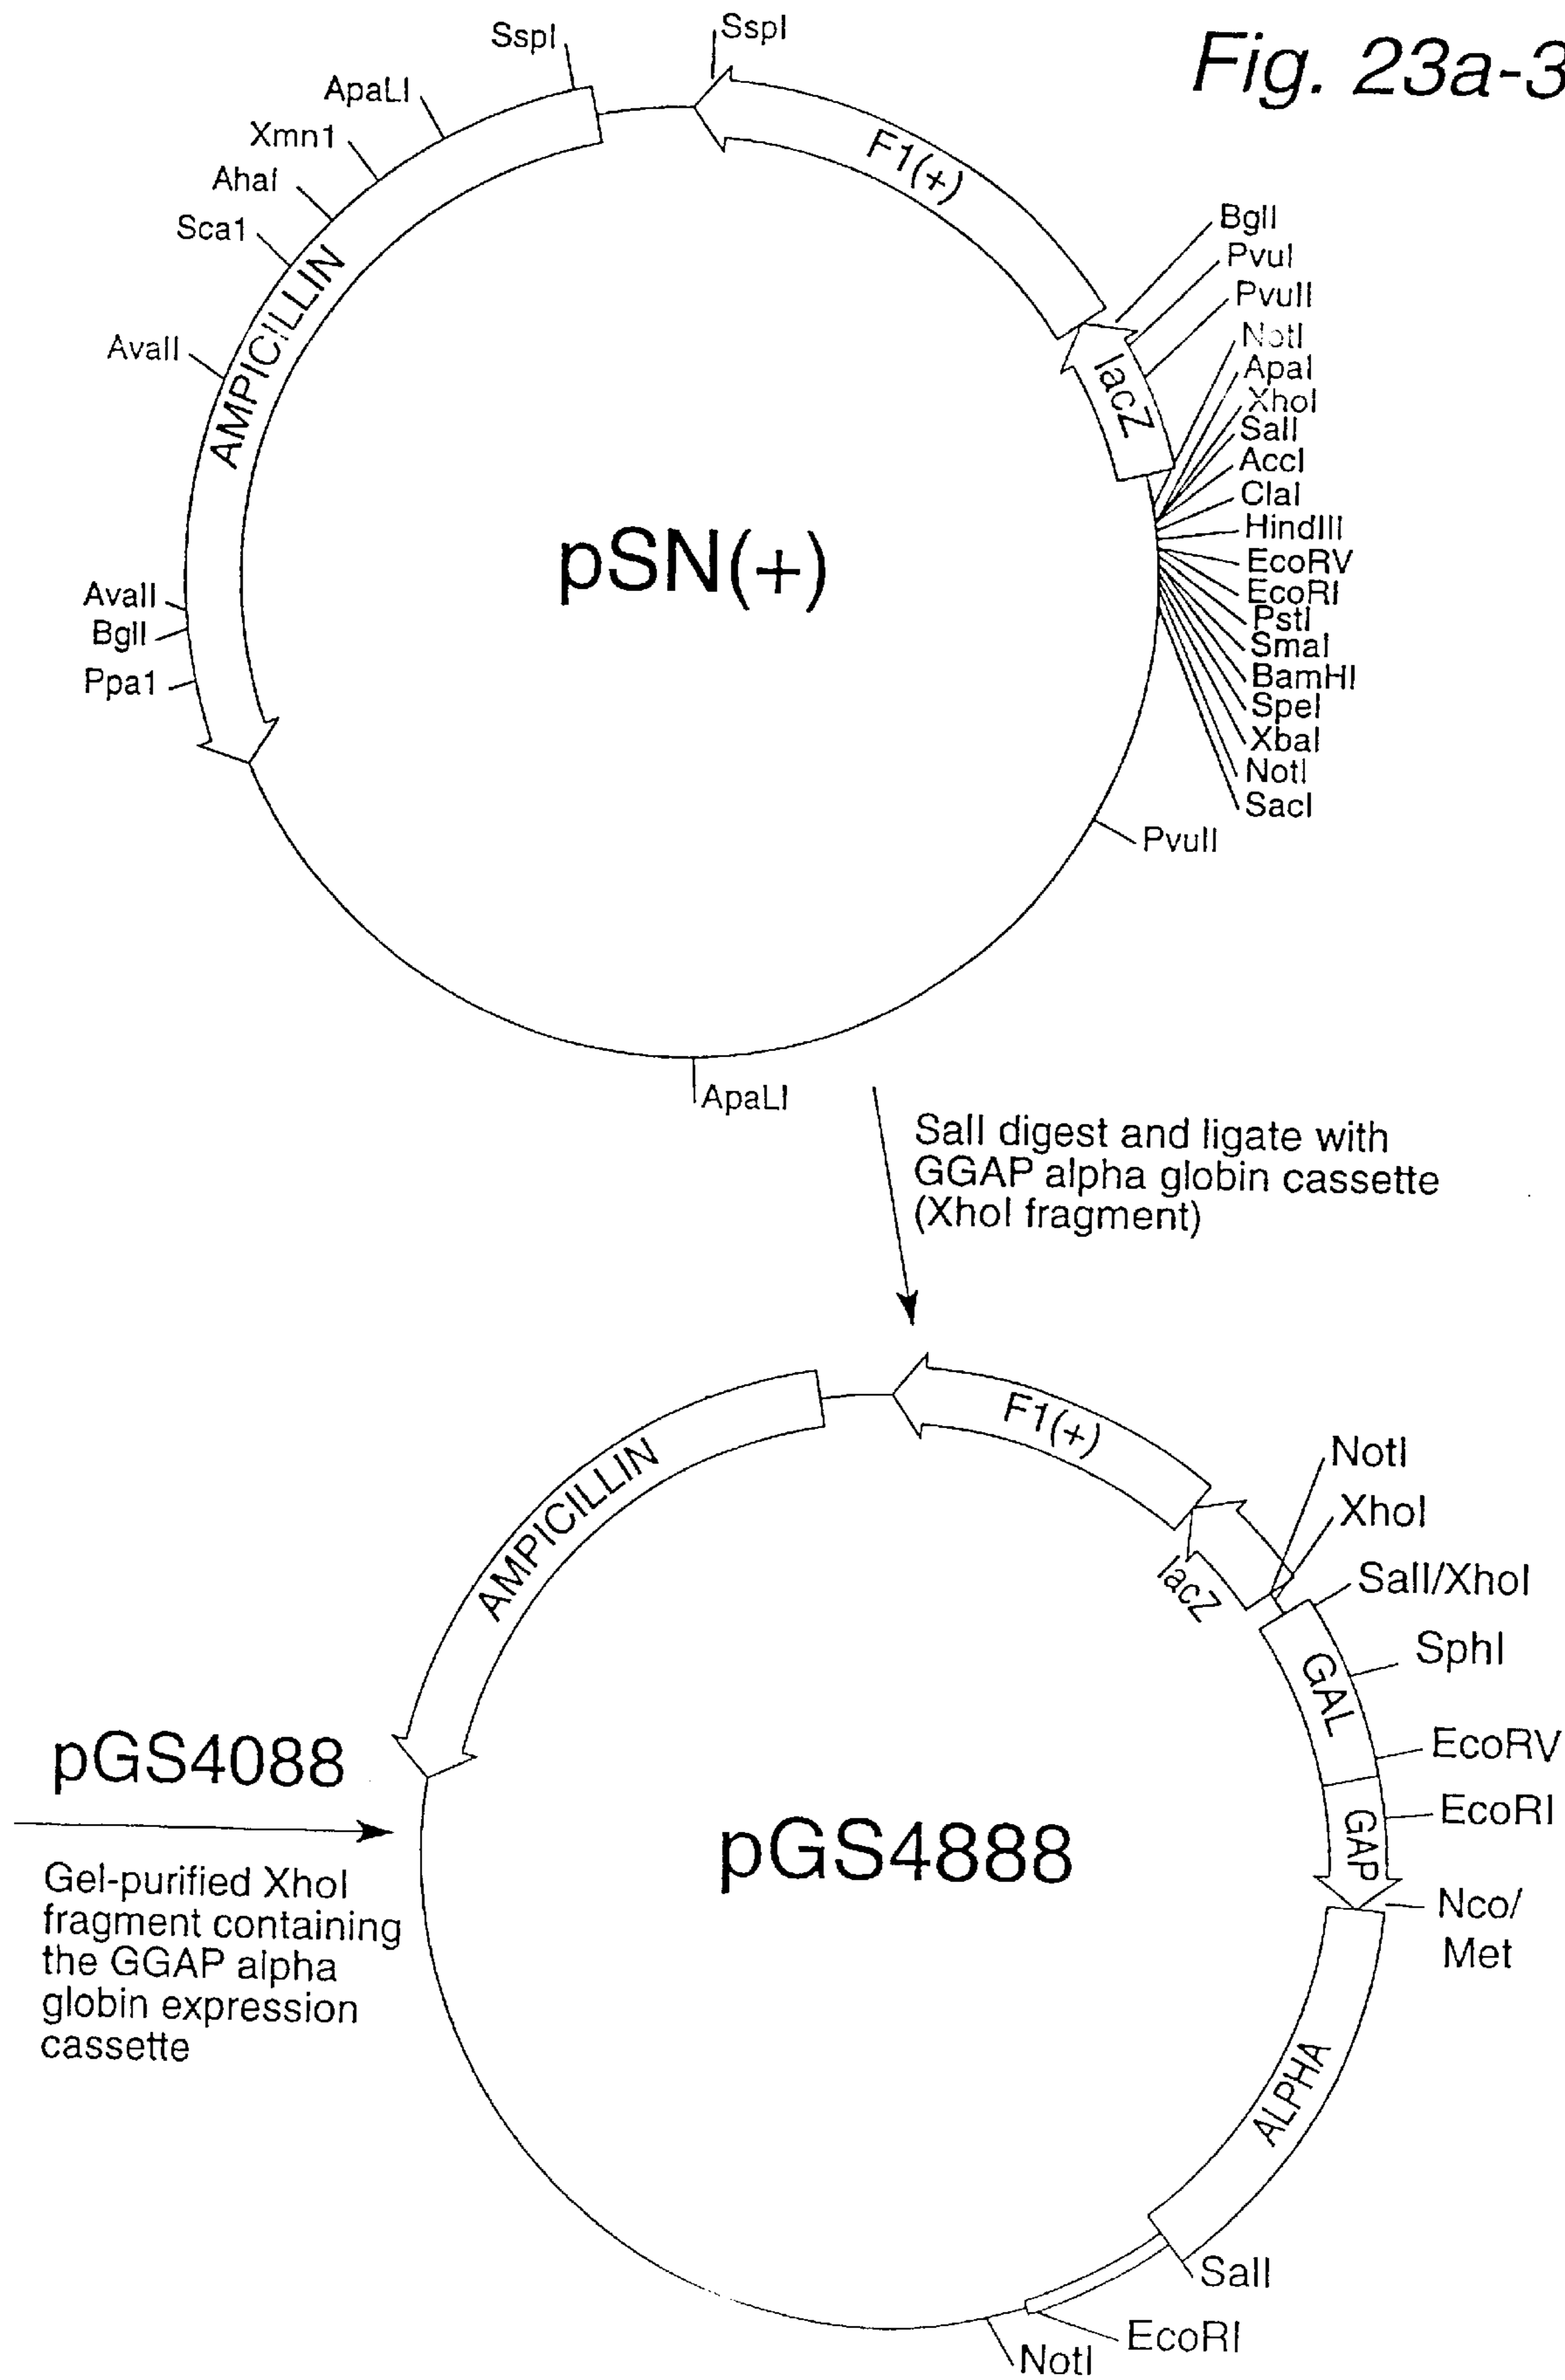 Fig. 23a-3
SspI
SspI
ApaLI
Xmn1
AhaI
Sca1
AvaII
AMPICILLIN
AvaII
BglI
Ppa1
F1(+)
lacZ
BglI
PvuI
PvuII
NotI
ApaI
XhoI
SalI
AccI
ClaI
HindIII
EcoRV
EcoRI
PstI
SmaI
BamHI
SpeI
XbaI
NotI
SacI
PvuII
ApaLI
pSN(+)
SalI digest and ligate with
GGAP alpha globin cassette
(XhoI fragment)
pGS4088
Gel-purified XhoI
fragment containing
the GGAP alpha
globin expression
cassette
AMPICILLIN
F1(+)
lacZ
NotI
XhoI
SalI/XhoI
SphI
GAL
EcoRV
EcoRI
GAP
Nco/
Met
ALPHA
SalI
EcoRI
NotI
pGS4888